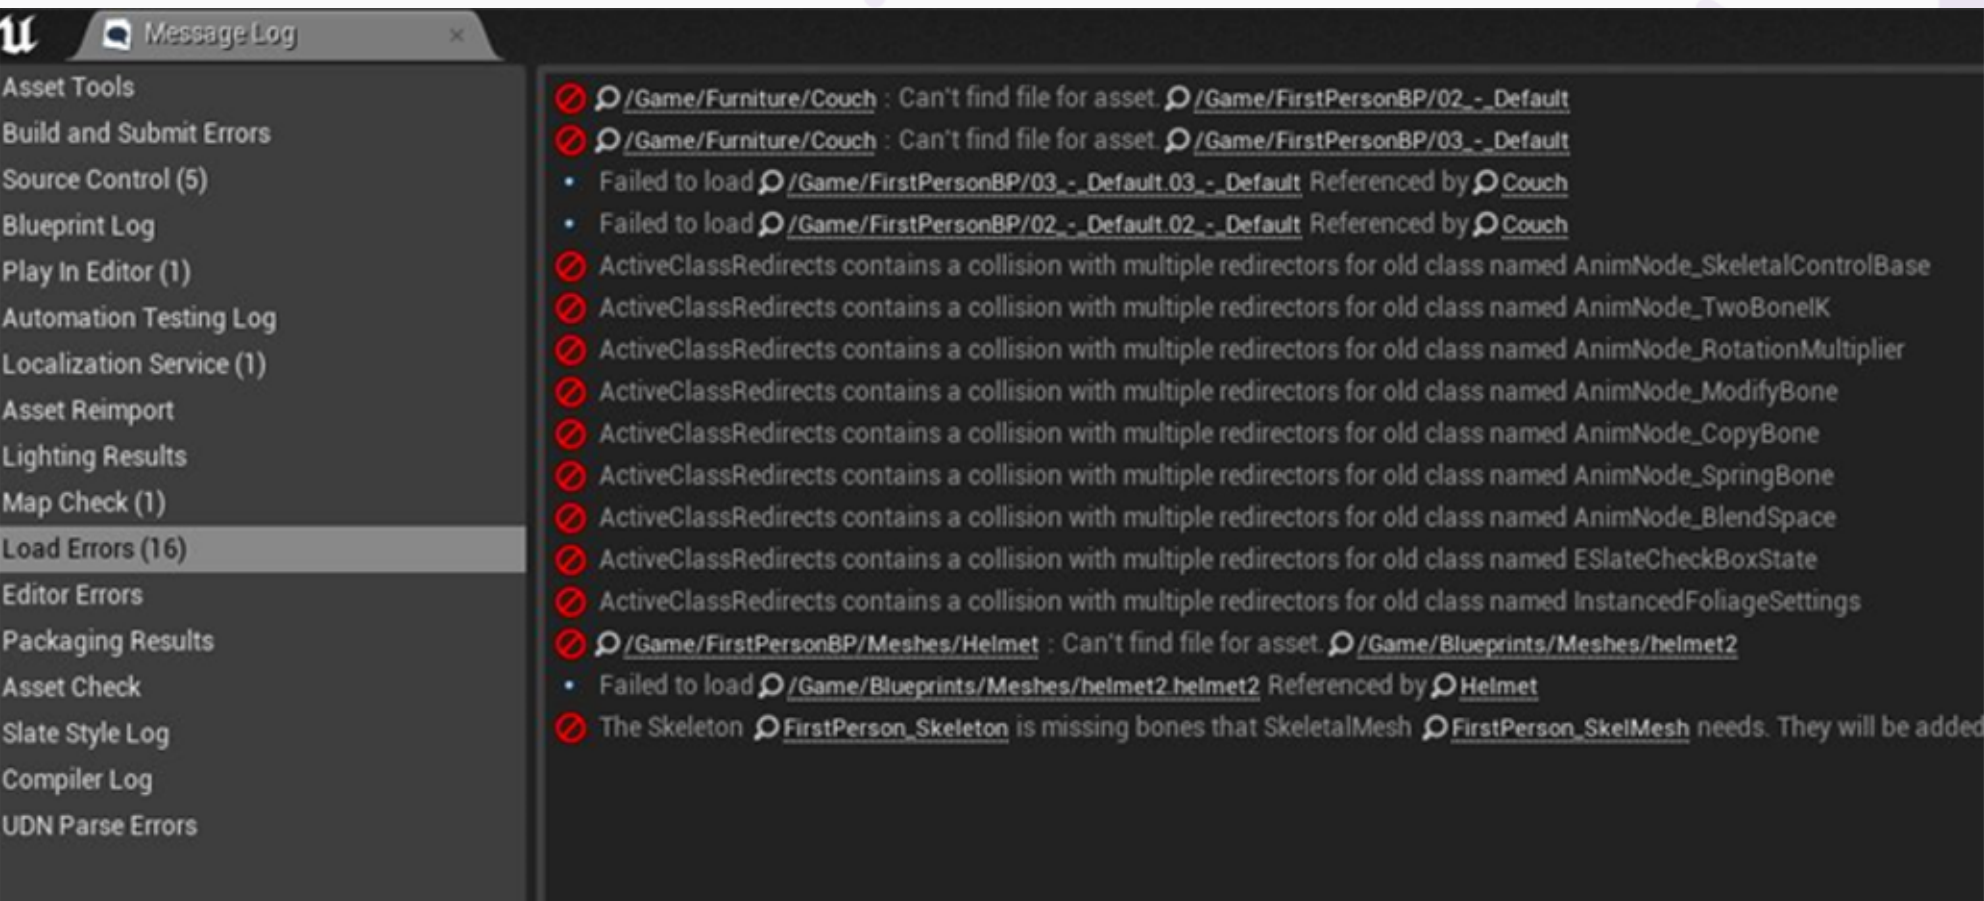 Message Log
Asset Tools
Build and Submit Errors
Source Control (5)
Blueprint Log
Play In Editor (1)
Automation Testing Log
Localization Service (1)
Asset Reimport
Lighting Results
Map Check (1)
Load Errors (16)
Editor Errors
Packaging Results
Asset Check
Slate Style Log
Compiler Log
UDN Parse Errors
/Game/Furniture/Couch : Can't find file for asset. /Game/FirstPersonBP/02_-_Default
/Game/Furniture/Couch : Can't find file for asset. /Game/FirstPersonBP/03_-_Default
Failed to load /Game/FirstPersonBP/03_-_Default.03_-_Default Referenced by Couch
Failed to load /Game/FirstPersonBP/02_-_Default.02_-_Default Referenced by Couch
ActiveClassRedirects contains a collision with multiple redirectors for old class named AnimNode_SkeletalControlBase
ActiveClassRedirects contains a collision with multiple redirectors for old class named AnimNode_TwoBoneIK
ActiveClassRedirects contains a collision with multiple redirectors for old class named AnimNode_RotationMultiplier
ActiveClassRedirects contains a collision with multiple redirectors for old class named AnimNode_ModifyBone
ActiveClassRedirects contains a collision with multiple redirectors for old class named AnimNode_CopyBone
ActiveClassRedirects contains a collision with multiple redirectors for old class named AnimNode_SpringBone
ActiveClassRedirects contains a collision with multiple redirectors for old class named AnimNode_BlendSpace
ActiveClassRedirects contains a collision with multiple redirectors for old class named ESlateCheckBoxState
ActiveClassRedirects contains a collision with multiple redirectors for old class named InstancedFoliageSettings
/Game/FirstPersonBP/Meshes/Helmet : Can't find file for asset. /Game/Blueprints/Meshes/helmet2
Failed to load /Game/Blueprints/Meshes/helmet2.helmet2 Referenced by Helmet
The Skeleton FirstPerson_Skeleton is missing bones that SkeletalMesh FirstPerson_SkelMesh needs. They will be added